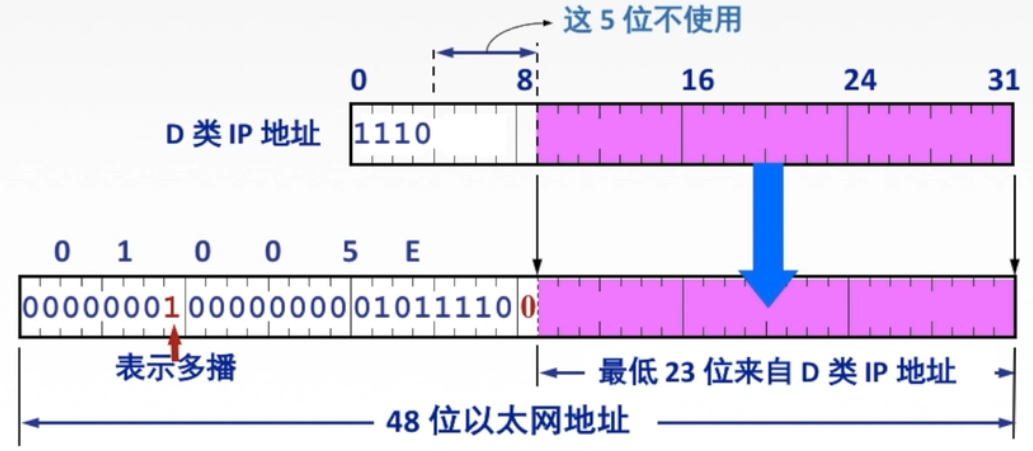 这 5 位不使用
0 8 16 24 31
D 类 IP 地址
1110
0 1 0 0 5 E
00000001 00000000 01011110 0
表示多播
最低 23 位来自 D 类 IP 地址
48 位以太网地址